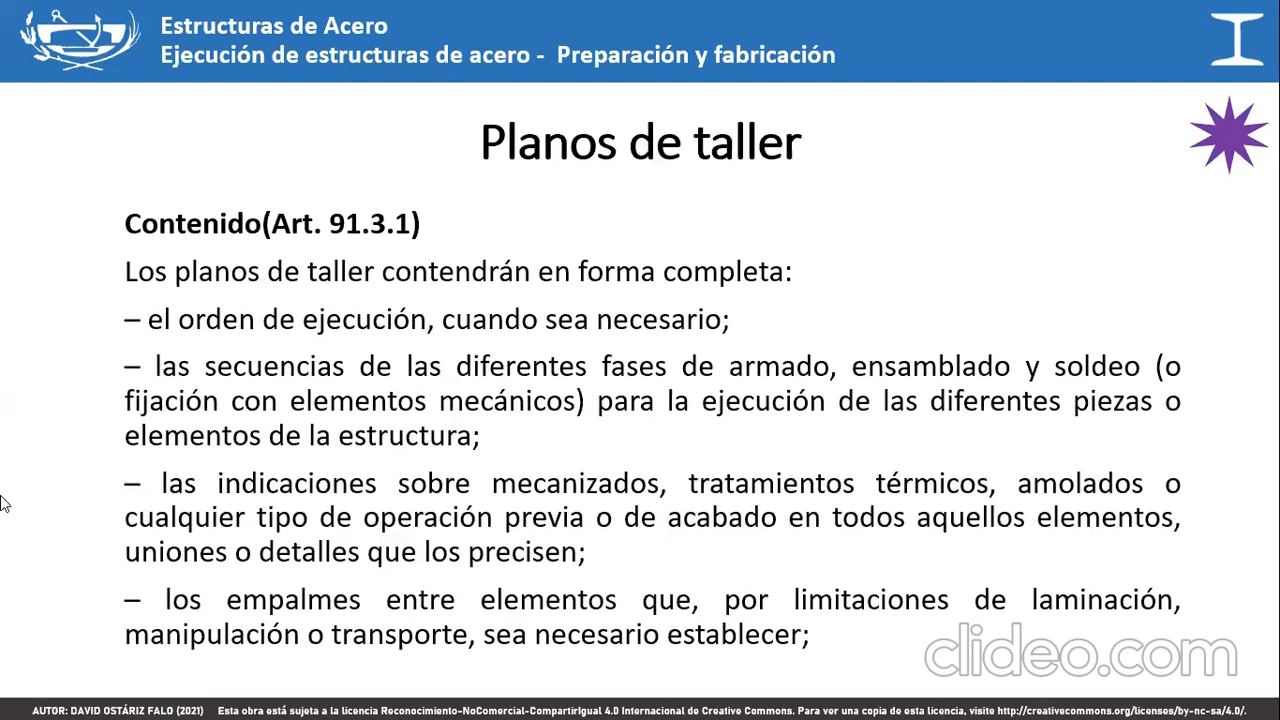 Estructuras de Acero
Ejecución de estructuras de acero - Preparación y fabricación
Planos de taller
Contenido(Art. 91.3.1)
Los planos de taller contendrán en forma completa:
– el orden de ejecución, cuando sea necesario;
– las secuencias de las diferentes fases de armado, ensamblado y soldeo (o
fijación con elementos mecánicos) para la ejecución de las diferentes piezas o
elementos de la estructura;
– las indicaciones sobre mecanizados, tratamientos térmicos, amolados o
cualquier tipo de operación previa o de acabado en todos aquellos elementos,
uniones o detalles que los precisen;
– los empalmes entre elementos que, por limitaciones de laminación,
manipulación o transporte, sea necesario establecer;
clideo.com
AUTOR: DAVID OSTÁRIZ FALO (2021) Esta obra está sujeta a la licencia Reconocimiento-NoComercial-CompartirIgual 4.0 Internacional de Creative Commons. Para ver una copia de esta licencia, visite http://creativecommons.org/licenses/by-nc-sa/4.0/.